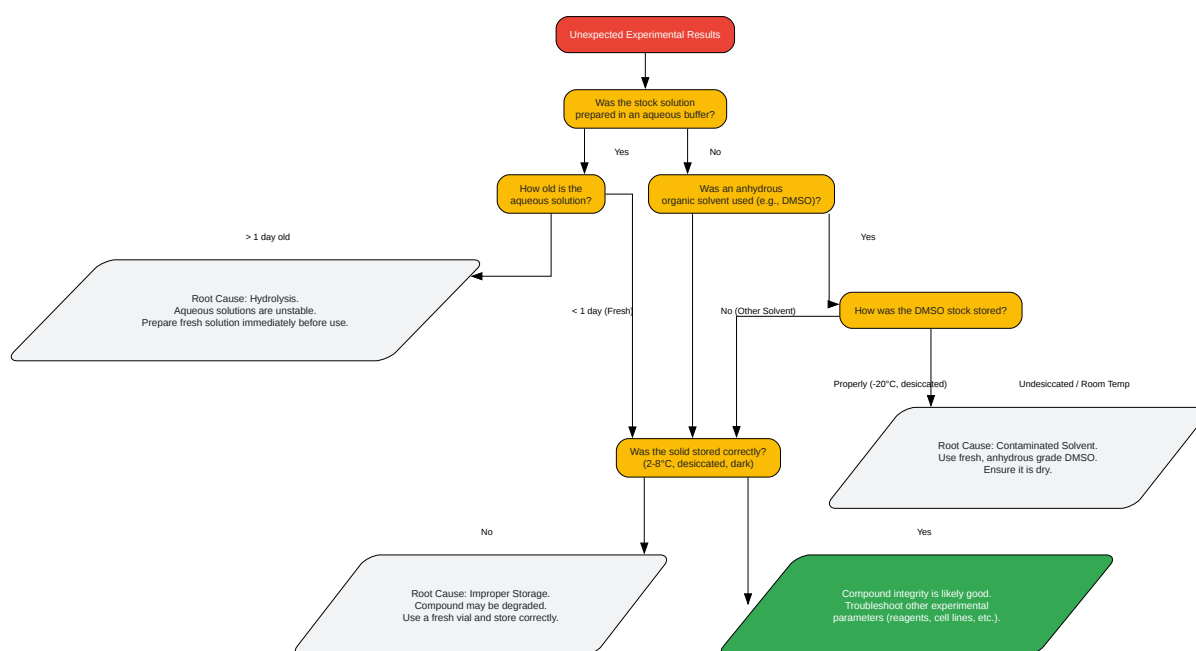 Unexpected Experimental Results
Was the stock solution
prepared in an aqueous buffer?
Yes
No
How old is the
aqueous solution?
Was an anhydrous
organic solvent used (e.g., DMSO)?
> 1 day old
Yes
Root Cause: Hydrolysis.
Aqueous solutions are unstable.
Prepare fresh solution immediately before use.
< 1 day (Fresh)
No (Other Solvent)
How was the DMSO stock stored?
Properly (-20°C, desiccated)
Undesiccated / Room Temp
Was the solid stored correctly?
(2-8°C, desiccated, dark)
Root Cause: Contaminated Solvent.
Use fresh, anhydrous grade DMSO.
Ensure it is dry.
No
Yes
Root Cause: Improper Storage.
Compound may be degraded.
Use a fresh vial and store correctly.
Compound integrity is likely good.
Troubleshoot other experimental
parameters (reagents, cell lines, etc.).